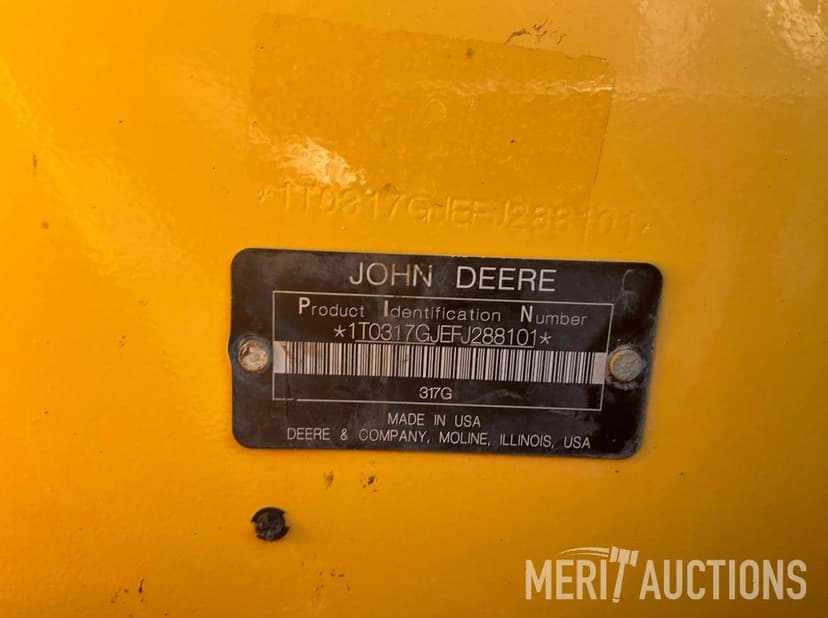 *1T0317GJEFJ288101*
JOHN DEERE
Product Identification Number
*1T0317GJEFJ288101*
317G
MADE IN USA
DEERE & COMPANY, MOLINE, ILLINOIS, USA
MERIT AUCTIONS